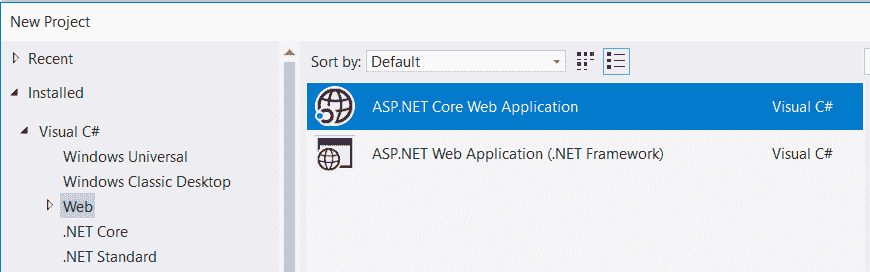 New Project
Recent
Installed
Visual C#
Windows Universal
Windows Classic Desktop
Web
.NET Core
.NET Standard
Sort by: Default
ASP.NET Core Web Application Visual C#
ASP.NET Web Application (.NET Framework) Visual C#